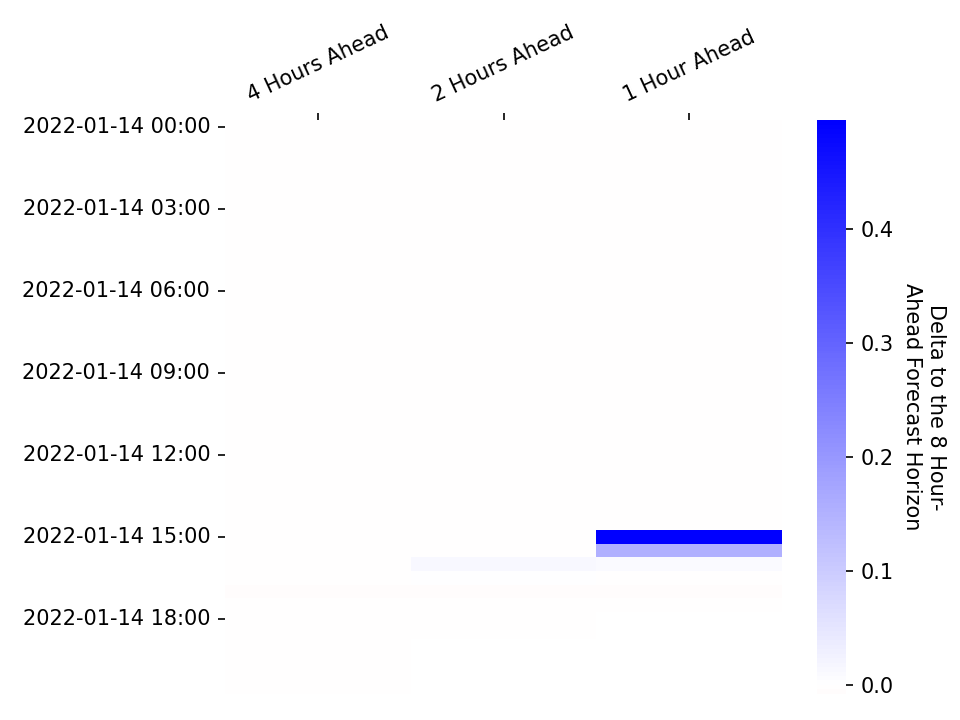 4 Hours Ahead
2 Hours Ahead
1 Hour Ahead
2022-01-14 00:00
2022-01-14 03:00
2022-01-14 06:00
2022-01-14 09:00
2022-01-14 12:00
2022-01-14 15:00
2022-01-14 18:00
0.4
0.3
0.2
0.1
0.0
Delta to the 8 Hour-
Ahead Forecast Horizon